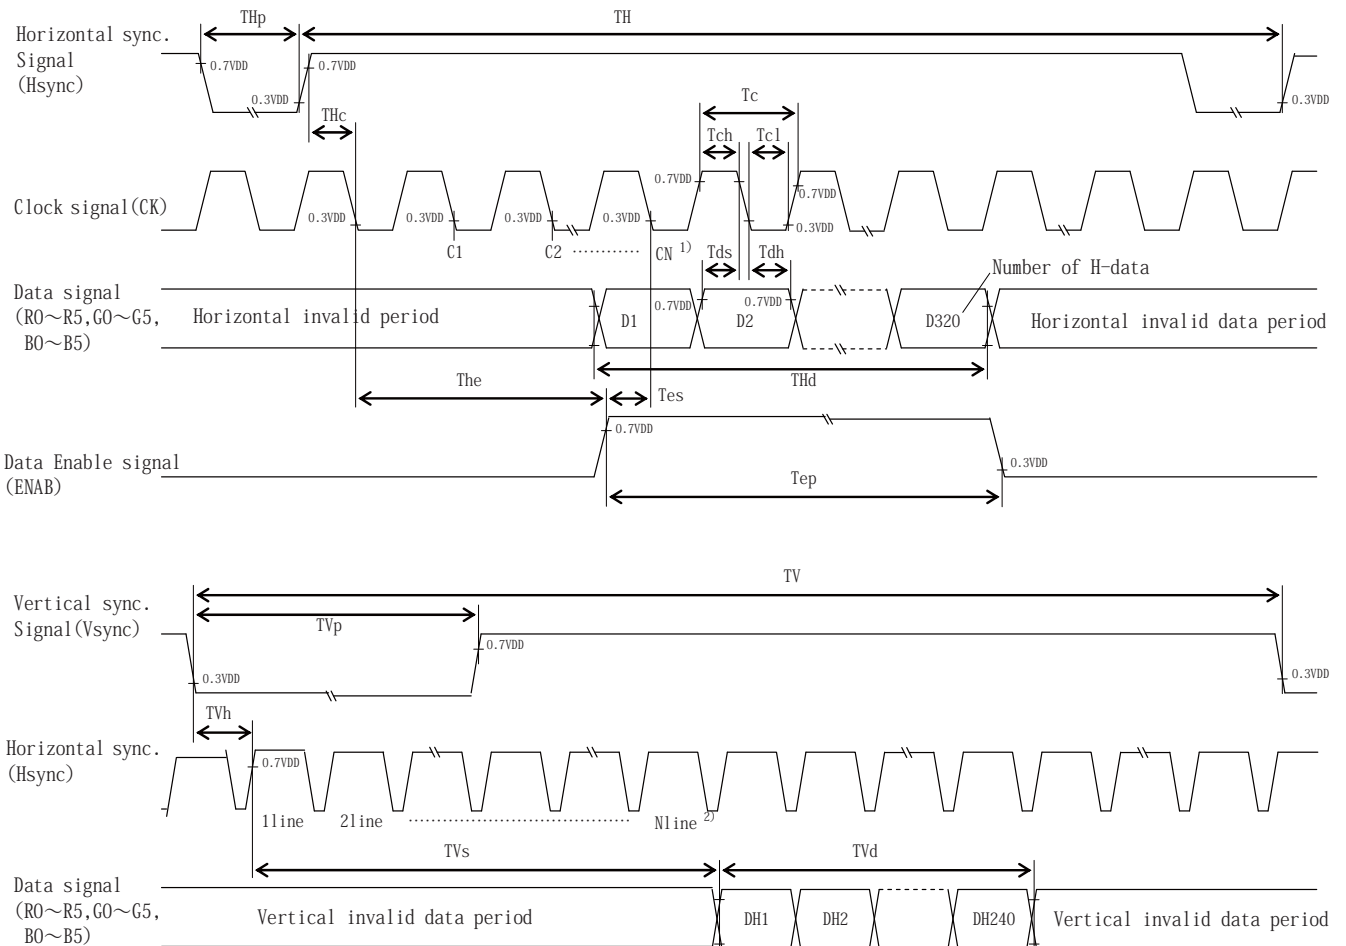 THp
TH
Horizontal sync.
Signal
(Hsync)
0.7VDD
0.7VDD
0.3VDD
0.3VDD
THc
Tc
Tch
Tcl
Clock signal(CK)
0.3VDD
0.3VDD
0.3VDD
0.3VDD
0.7VDD
0.7VDD
0.3VDD
C1
C2 ........... CN 1)
Tds
Tdh
Number of H-data
Data signal
(R0～R5,G0～G5,
B0～B5)
Horizontal invalid period
D1
0.7VDD
D2
0.7VDD
D320
Horizontal invalid data period
THd
The
Tes
0.7VDD
Data Enable signal
(ENAB)
0.3VDD
Tep
TV
Vertical sync.
Signal(Vsync)
TVp
0.7VDD
0.3VDD
0.3VDD
TVh
Horizontal sync.
(Hsync)
0.7VDD
1line 2line ............................ Nline 2)
TVs
TVd
Data signal
(R0～R5,G0～G5,
B0～B5)
Vertical invalid data period
DH1
DH2
DH240
Vertical invalid data period